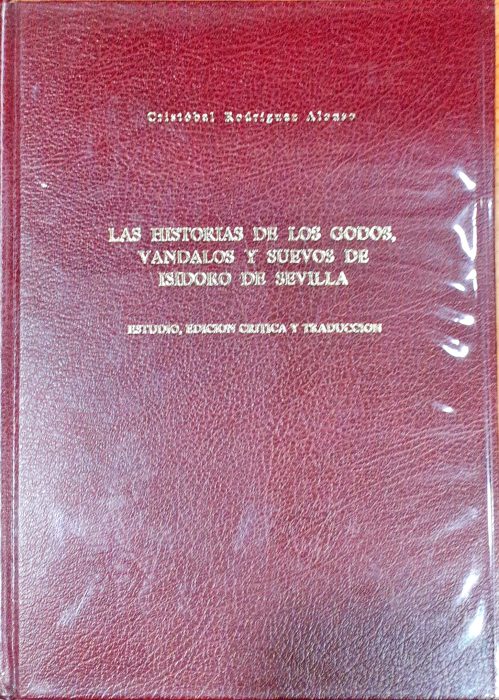 Cristóbal Rodríguez Alonso
LAS HISTORIAS DE LOS GODOS,
VANDALOS Y SUEVOS DE
ISIDORO DE SEVILLA
ESTUDIO, EDICION CRITICA Y TRADUCCION